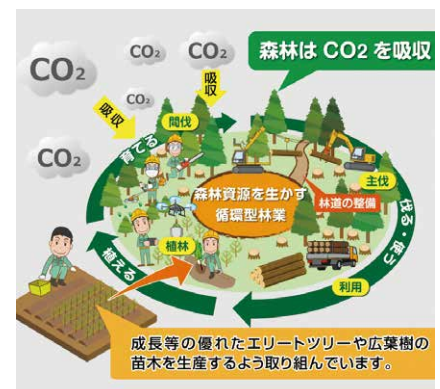 森林は CO2 を吸収
CO2
CO2
CO2
CO2
CO2
吸収
吸収
間伐
育てる
主伐
森林資源を生かす
循環型林業
林道の整備
伐る・使う
植林
植える
利用
成長等の優れたエリートツリーや広葉樹の
苗木を生産するよう取り組んでいます。